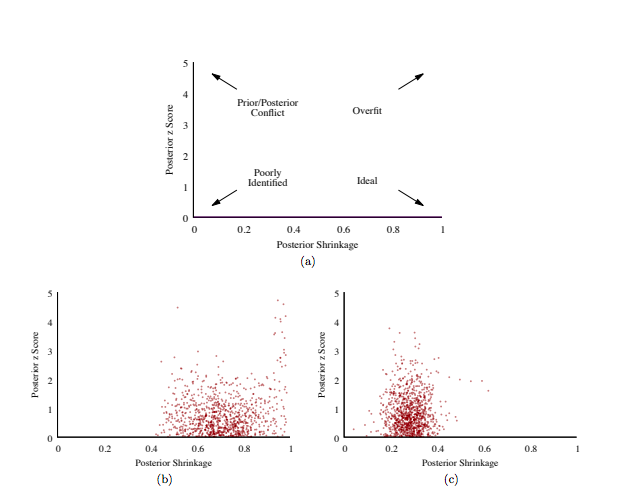 5
4
3
2
1
0
Posterior z Score
Prior/Posterior
Conflict
Overfit
Poorly
Identified
Ideal
0 0.2 0.4 0.6 0.8 1
Posterior Shrinkage
(a)
5
4
3
2
1
0
Posterior z Score
0 0.2 0.4 0.6 0.8 1
Posterior Shrinkage
(b)
5
4
3
2
1
0
Posterior z Score
0 0.2 0.4 0.6 0.8 1
Posterior Shrinkage
(c)